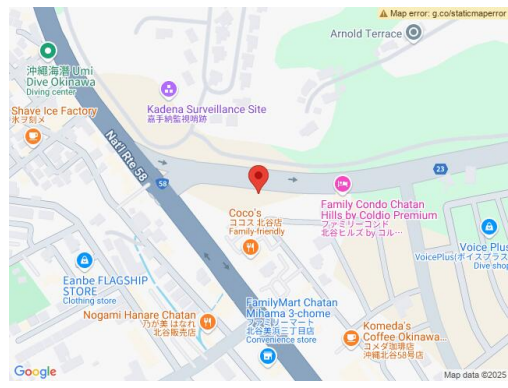 Map error: g.co/staticmaperror
Arnold Terrace
沖縄海潜 Umi
Dive Okinawa
Diving center
Shave Ice Factory
氷ヲ刻メ
Kadena Surveillance Site
嘉手納監視哨跡
Nat'l Rte 58
58
23
Family Condo Chatan
Hills by Coldio Premium
ファミリーコンド
北谷ヒルズ by コル…
Coco's
ココス 北谷店
Family-friendly
Voice Plus
VoicePlus(ボイスプラス
Dive shop
Eanbe FLAGSHIP
STORE
Clothing store
Nogami Hanare Chatan
乃が美 はなれ
北谷販売店
FamilyMart Chatan
Mihama 3-chome
ファミリーマート
北谷美浜三丁目店
Convenience store
Komeda's
Coffee Okinawa…
コメダ珈琲店
沖縄北谷58号店
Google
Map data ©2025